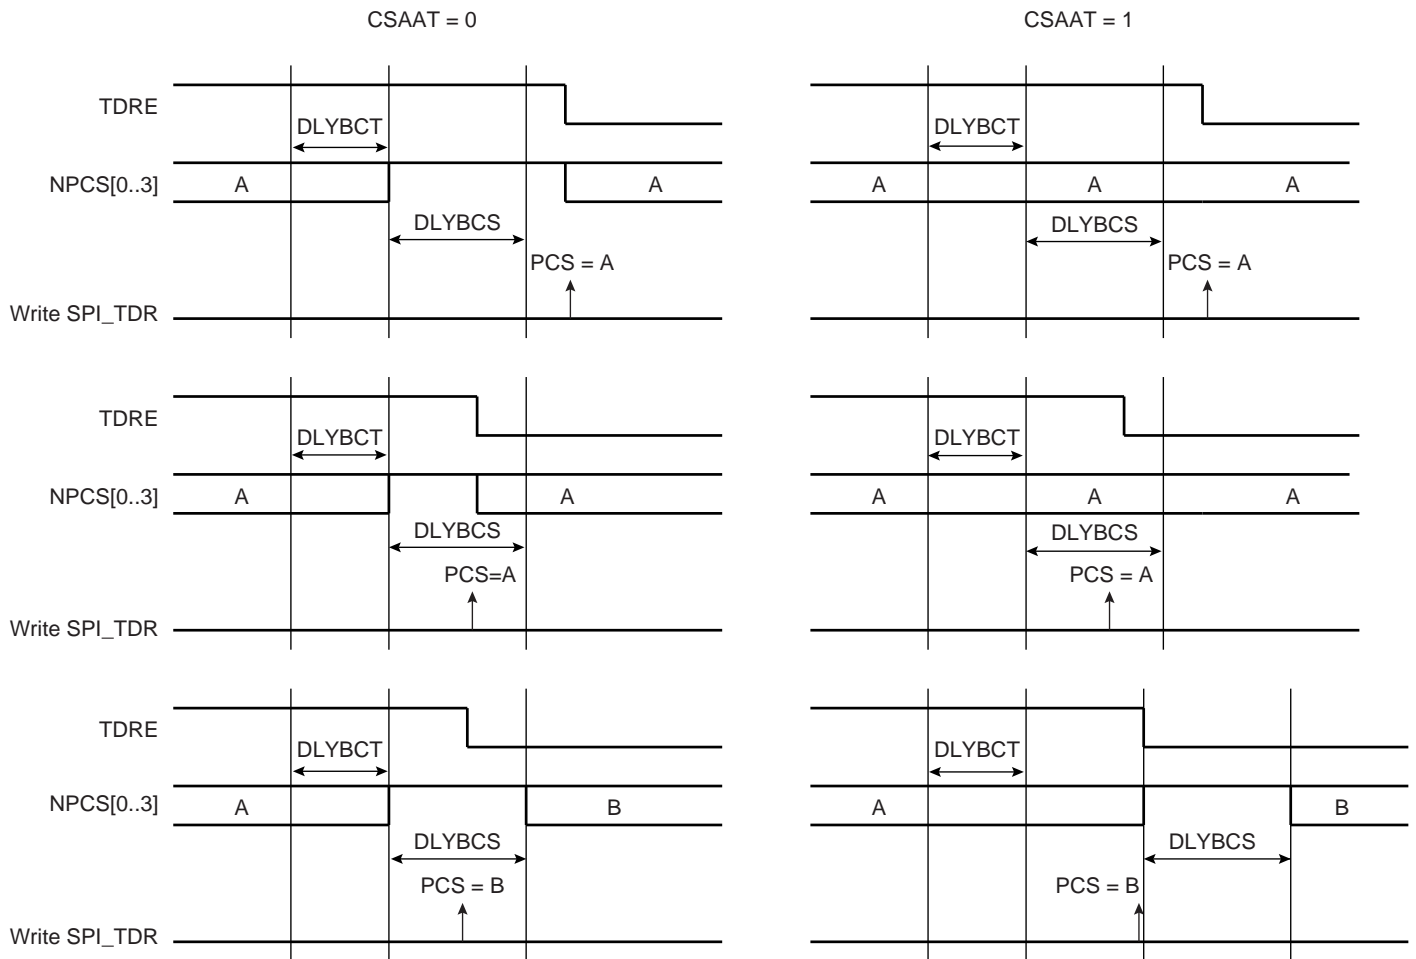 CSAAT = 0 CSAAT = 1
TDRE
DLYBCT DLYBCT
NPCS[0..3] A A A A A
DLYBCS DLYBCS
PCS = A PCS = A
Write SPI_TDR
TDRE
DLYBCT DLYBCT
NPCS[0..3] A A A A A
DLYBCS DLYBCS
PCS=A PCS = A
Write SPI_TDR
TDRE
DLYBCT DLYBCT
NPCS[0..3] A B A B
DLYBCS DLYBCS
PCS = B PCS = B
Write SPI_TDR